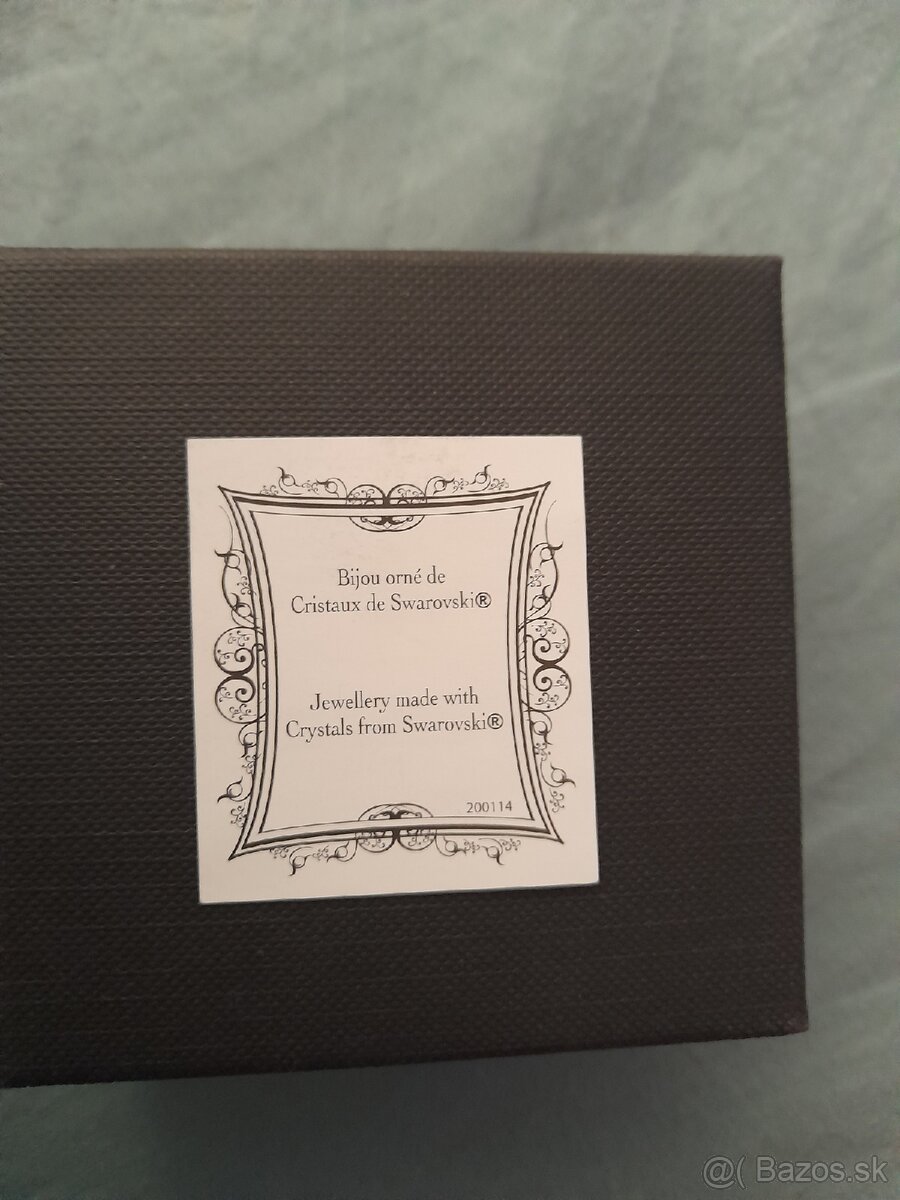 Bijou orné de
Cristaux de Swarovski®
Jewellery made with
Crystals from Swarovski®
200114
@( Bazos.sk